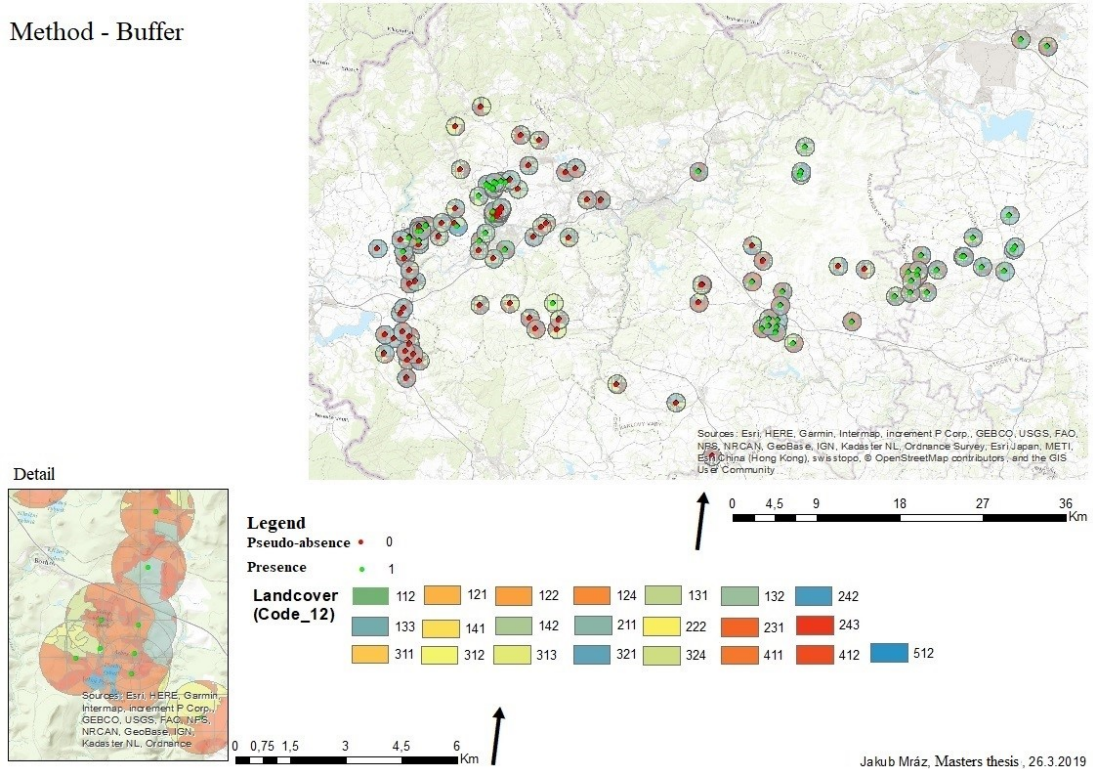 Method - Buffer
Sources: Esri, HERE, Garmin, Intermap, increment P Corp., GEBCO, USGS, FAO,
NPS, NRCAN, GeoBase, IGN, Kadaster NL, Ordnance Survey, Esri Japan, METI,
Esri China (Hong Kong), swisstopo, © OpenStreetMap contributors, and the GIS
User Community
0 4,5 9 18 27 36
Km
Detail
Sources: Esri, HERE, Garmin,
Intermap, increment P Corp.,
GEBCO, USGS, FAO, NPS,
NRCAN, GeoBase, IGN,
Kadaster NL, Ordnance
0 0,75 1,5 3 4,5 6
Km
Legend
Pseudo-absence 0
Presence 1
Landcover
(Code_12)
112 121 122 124 131 132 242
133 141 142 211 222 231 243
311 312 313 321 324 411 412 512
Jakub Mráz, Masters thesis , 26.3.2019